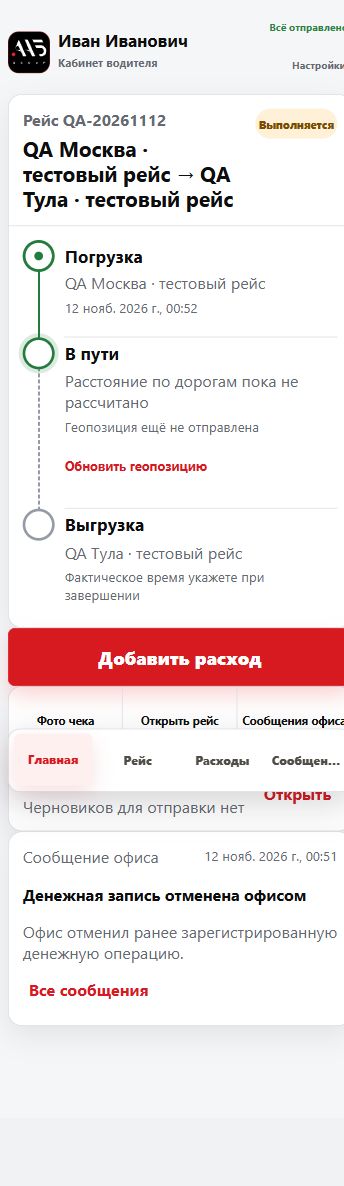 Всё отправлено
Иван Иванович
Кабинет водителя
Настройки
Рейс QA-20261112
Выполняется
QA Москва ·
тестовый рейс → QA
Тула · тестовый рейс
Погрузка
QA Москва · тестовый рейс
12 нояб. 2026 г., 00:52
В пути
Расстояние по дорогам пока не
рассчитано
Геопозиция ещё не отправлена
Обновить геопозицию
Выгрузка
QA Тула · тестовый рейс
Фактическое время укажете при
завершении
Добавить расход
Фото чека
Открыть рейс
Сообщения офиса
Главная
Рейс
Расходы
Сообщен...
Открыть
Черновиков для отправки нет
Сообщение офиса
12 нояб. 2026 г., 00:51
Денежная запись отменена офисом
Офис отменил ранее зарегистрированную
денежную операцию.
Все сообщения